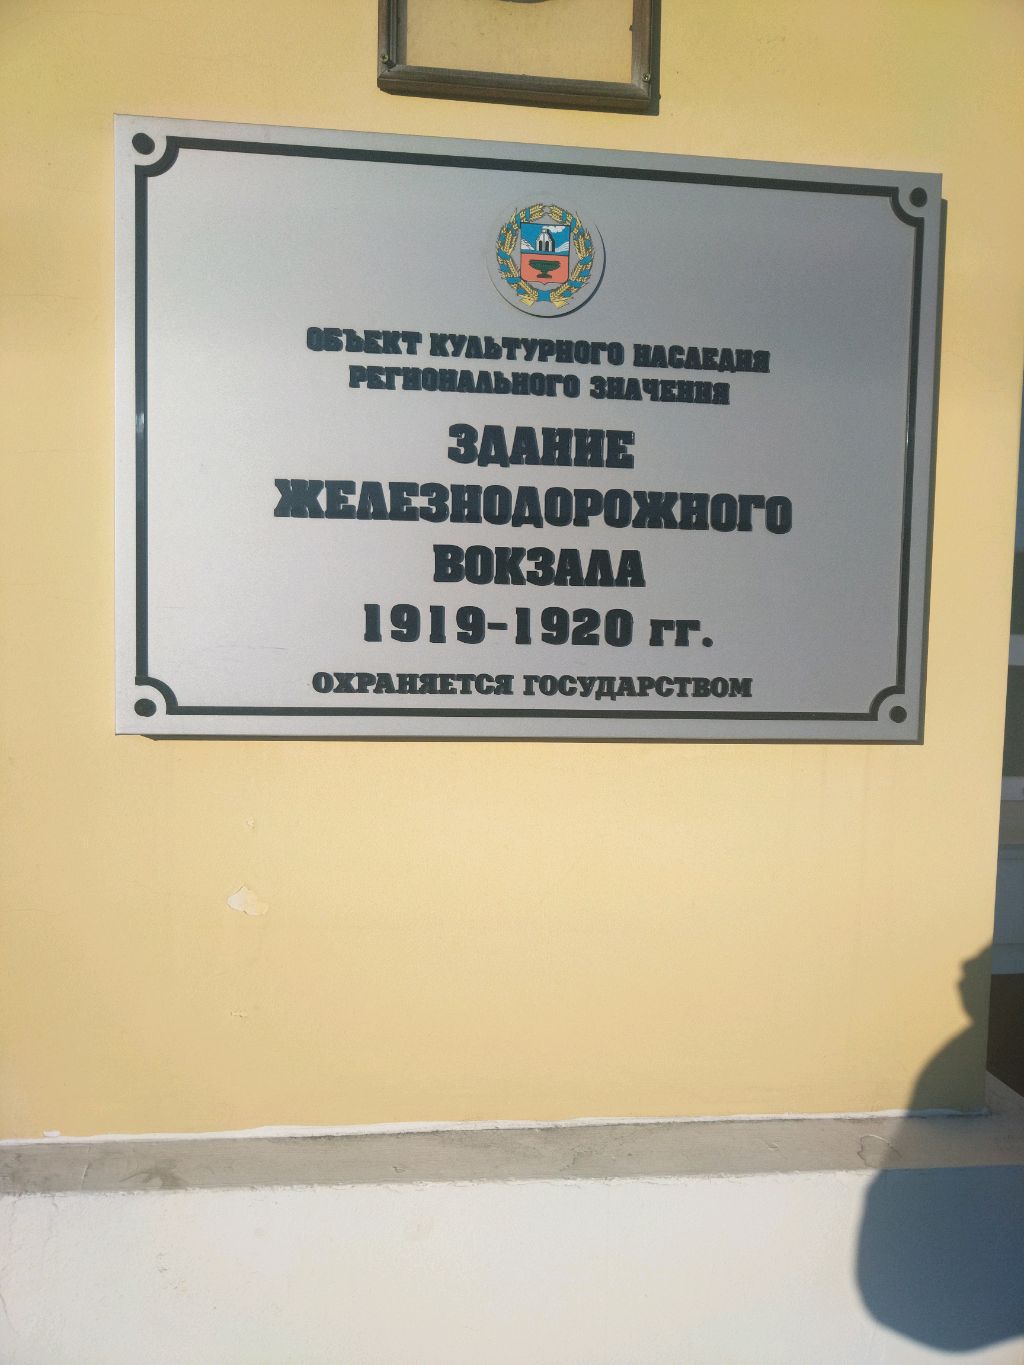 ОБЪЕКТ КУЛЬТУРНОГО НАСЛЕДИЯ
РЕГИОНАЛЬНОГО ЗНАЧЕНИЯ
ЗДАНИЕ
ЖЕЛЕЗНОДОРОЖНОГО
ВОКЗАЛА
1919-1920 гг.
ОХРАНЯЕТСЯ ГОСУДАРСТВОМ